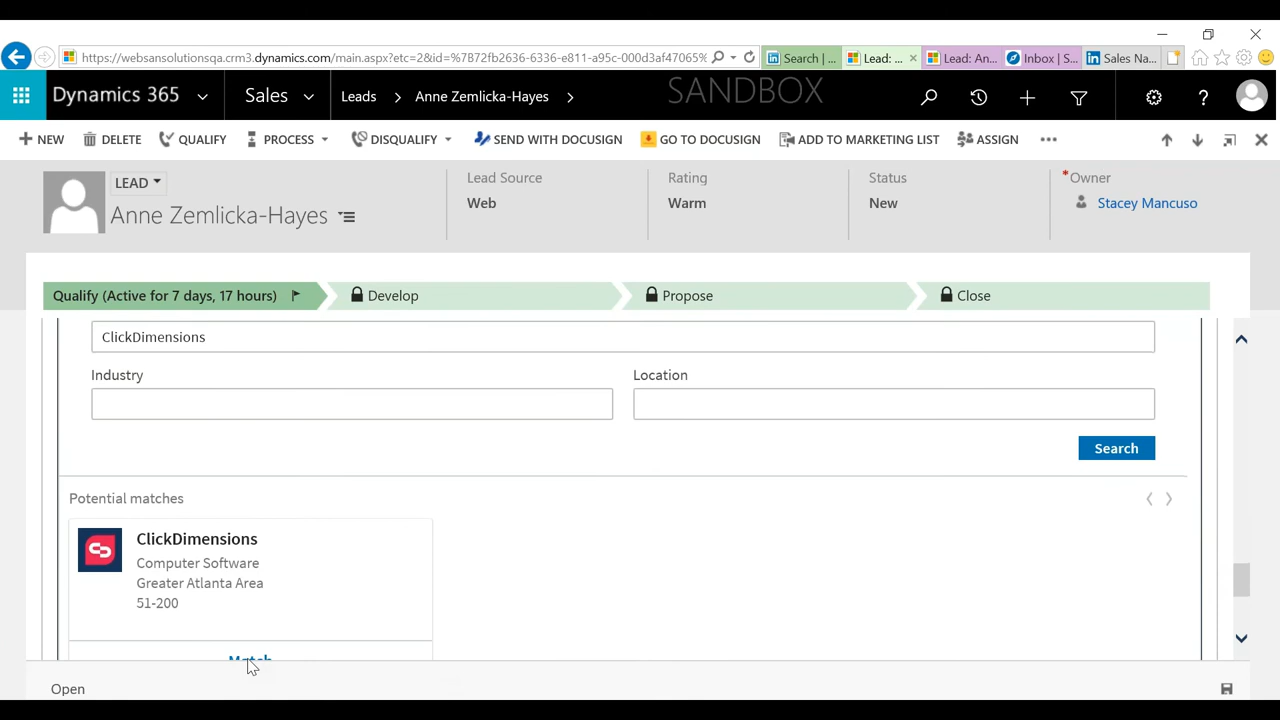 https://websansolutionsqa.crm3.dynamics.com/main.aspx?etc=2&id=%7B72fb2636-6336-e811-a95c-000d3af47065%
Search | ...
Lead: ...
Lead: An...
Inbox | S...
Sales Na...
Dynamics 365
Sales
Leads > Anne Zemlicka-Hayes >
SANDBOX
NEW
DELETE
QUALIFY
PROCESS
DISQUALIFY
SEND WITH DOCUSIGN
GO TO DOCUSIGN
ADD TO MARKETING LIST
ASSIGN
LEAD
Anne Zemlicka-Hayes
Lead Source
Web
Rating
Warm
Status
New
*Owner
Stacey Mancuso
Qualify (Active for 7 days, 17 hours)
Develop
Propose
Close
ClickDimensions
Industry
Location
Search
Potential matches
ClickDimensions
Computer Software
Greater Atlanta Area
51-200
Match
Open